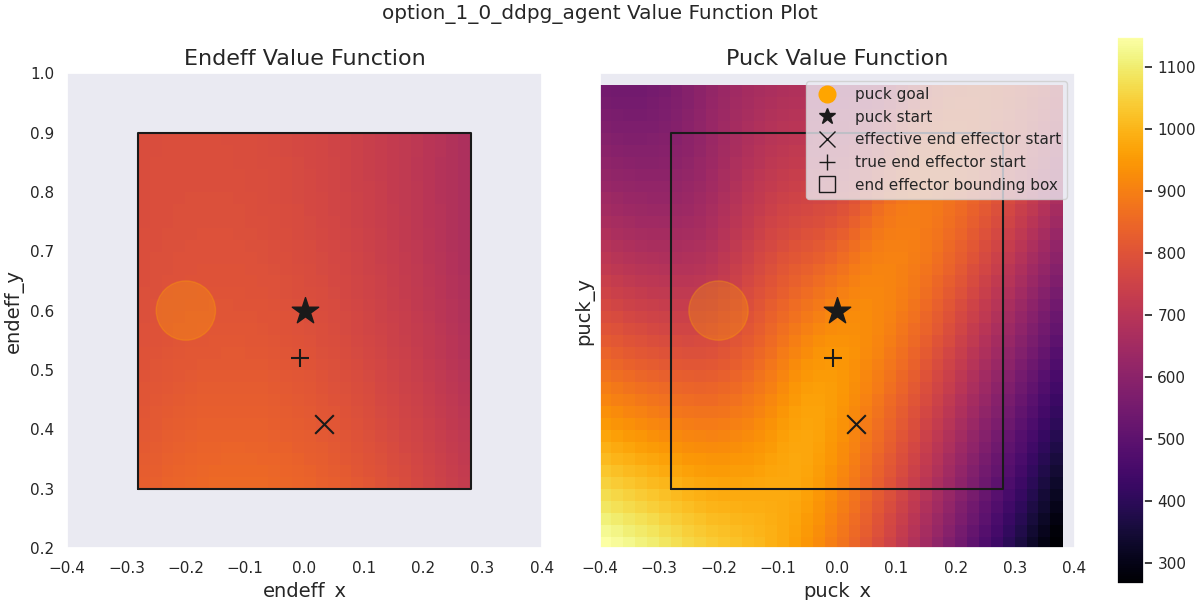 option_1_0_ddpg_agent Value Function Plot
Endeff Value Function
Puck Value Function
puck goal
puck start
effective end effector start
true end effector start
end effector bounding box
1.0
0.9
0.8
0.7
0.6
0.5
0.4
0.3
0.2
endeff_y
−0.4 −0.3 −0.2 −0.1 0.0 0.1 0.2 0.3 0.4
endeff_x
puck_y
−0.4 −0.3 −0.2 −0.1 0.0 0.1 0.2 0.3 0.4
puck_x
1100
1000
900
800
700
600
500
400
300